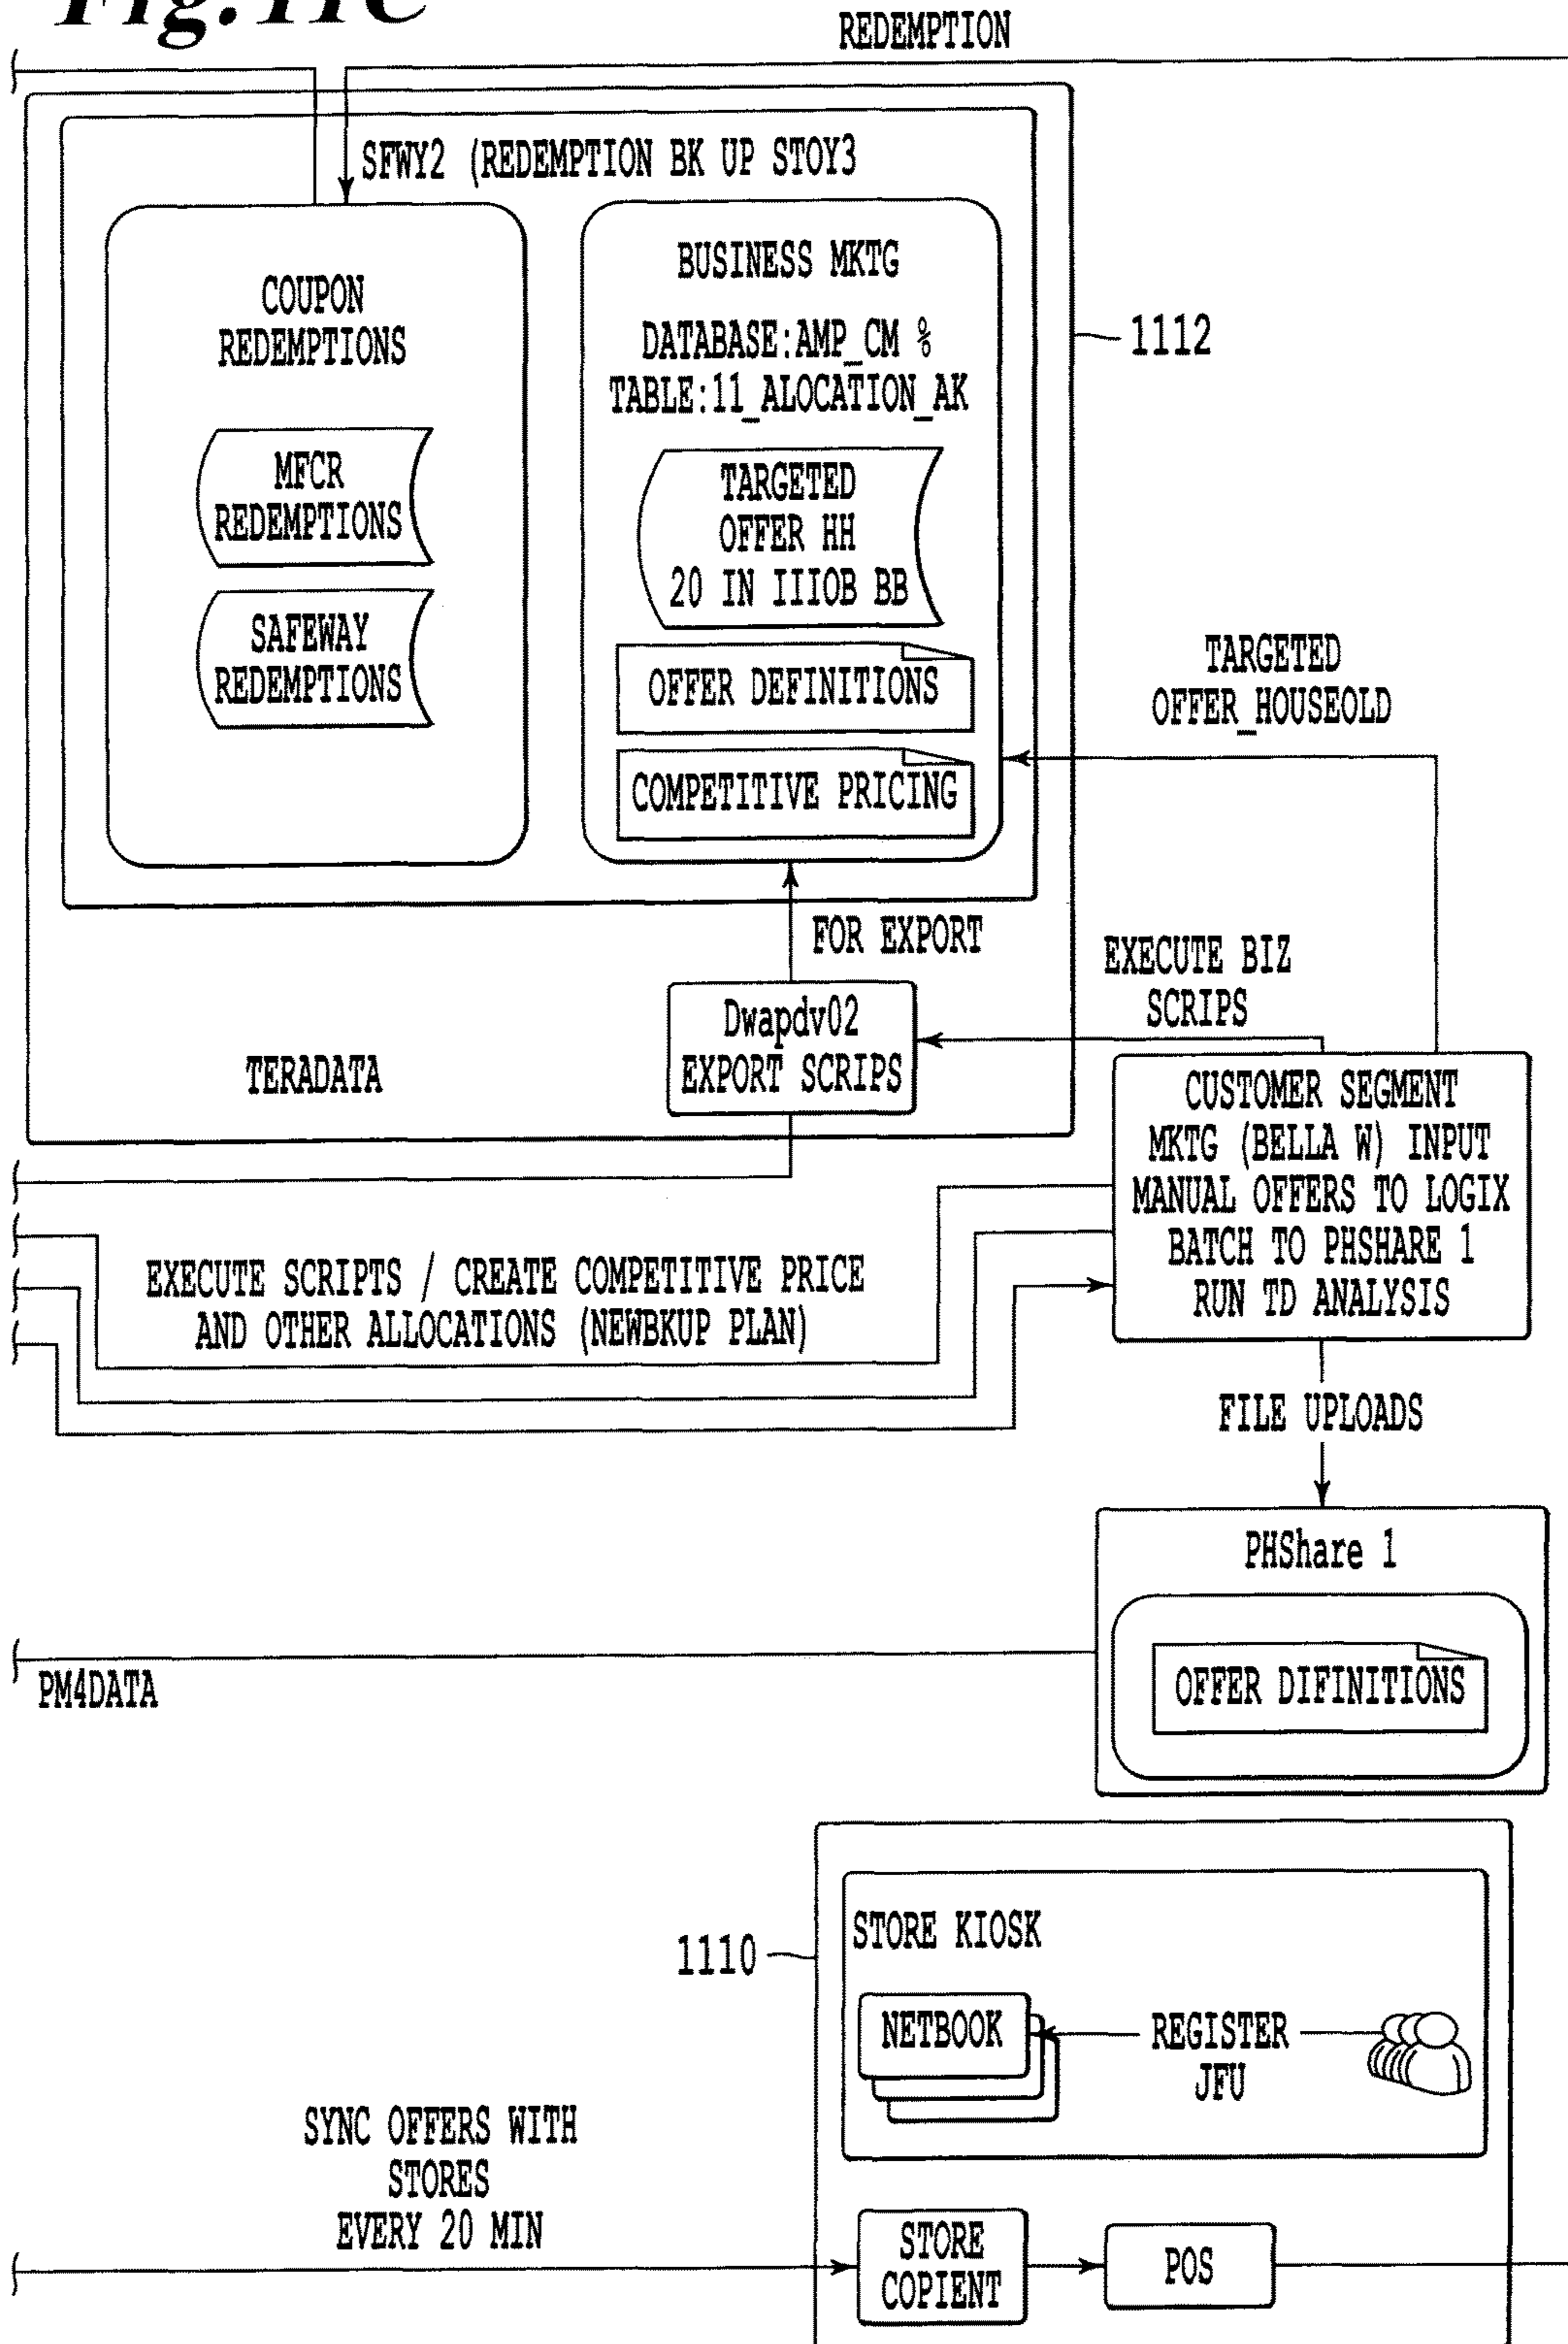 Fig.11C
REDEMPTION
SFWY2 (REDEMPTION BK UP STOY3
COUPON
REDEMPTIONS
MFCR
REDEMPTIONS
SAFEWAY
REDEMPTIONS
BUSINESS MKTG
DATABASE:AMP_CM %
TABLE:11_ALOCATION_AK
TARGETED
OFFER HH
20 IN IIIOB BB
OFFER DEFINITIONS
COMPETITIVE PRICING
1112
TARGETED
OFFER_HOUSEOLD
FOR EXPORT
EXECUTE BIZ
SCRIPS
Dwapdv02
EXPORT SCRIPS
TERADATA
CUSTOMER SEGMENT
MKTG (BELLA W) INPUT
MANUAL OFFERS TO LOGIX
BATCH TO PHSHARE 1
RUN TD ANALYSIS
EXECUTE SCRIPTS / CREATE COMPETITIVE PRICE
AND OTHER ALLOCATIONS (NEWBKUP PLAN)
FILE UPLOADS
PHShare 1
OFFER DIFINITIONS
PM4DATA
1110
STORE KIOSK
NETBOOK
REGISTER
JFU
SYNC OFFERS WITH
STORES
EVERY 20 MIN
STORE
COPIENT
POS